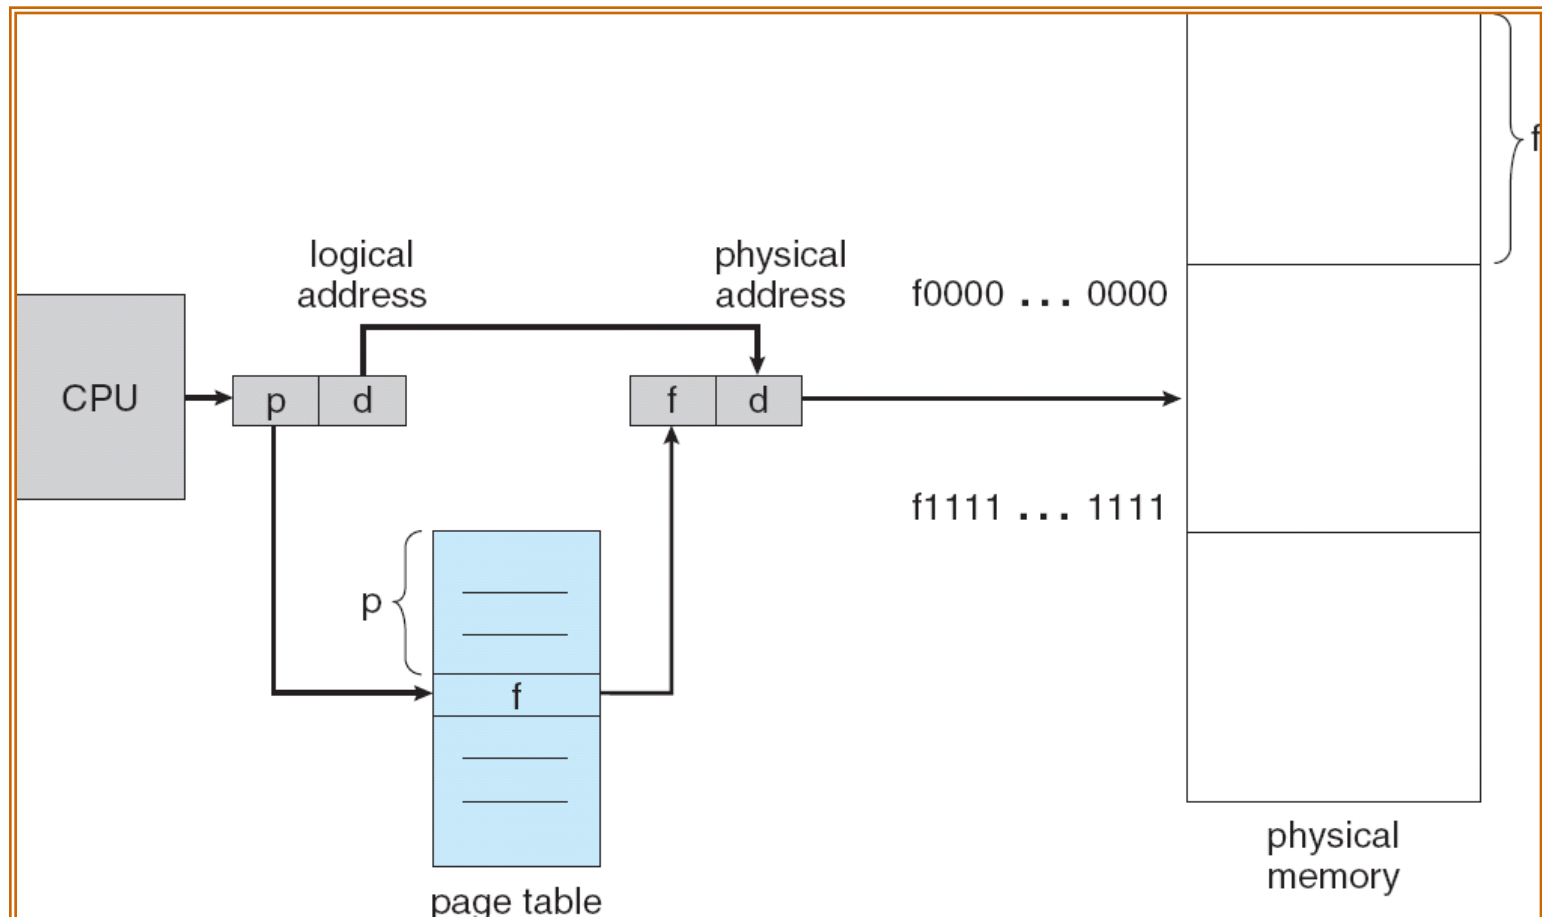 f
logical
address
physical
address
f0000 ... 0000
CPU
p
d
f
d
f1111 ... 1111
p
f
physical
memory
page table